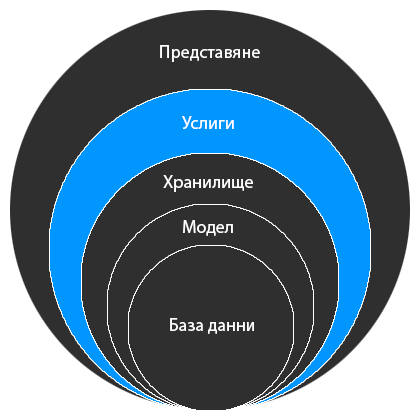 Представяне
Услиги
Хранилище
Модел
База данни